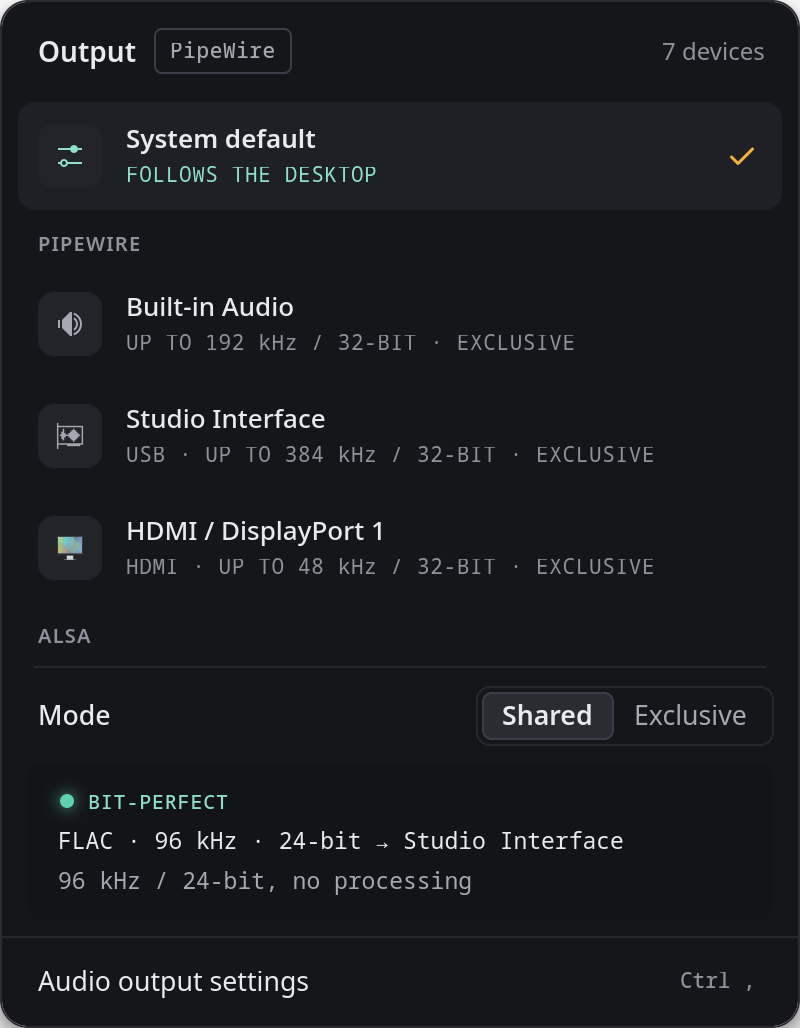 Output PipeWire 7 devices
System default
FOLLOWS THE DESKTOP
PIPEWIRE
Built-in Audio
UP TO 192 kHz / 32-BIT · EXCLUSIVE
Studio Interface
USB · UP TO 384 kHz / 32-BIT · EXCLUSIVE
HDMI / DisplayPort 1
HDMI · UP TO 48 kHz / 32-BIT · EXCLUSIVE
ALSA
Mode Shared Exclusive
BIT-PERFECT
FLAC · 96 kHz · 24-bit → Studio Interface
96 kHz / 24-bit, no processing
Audio output settings Ctrl ,